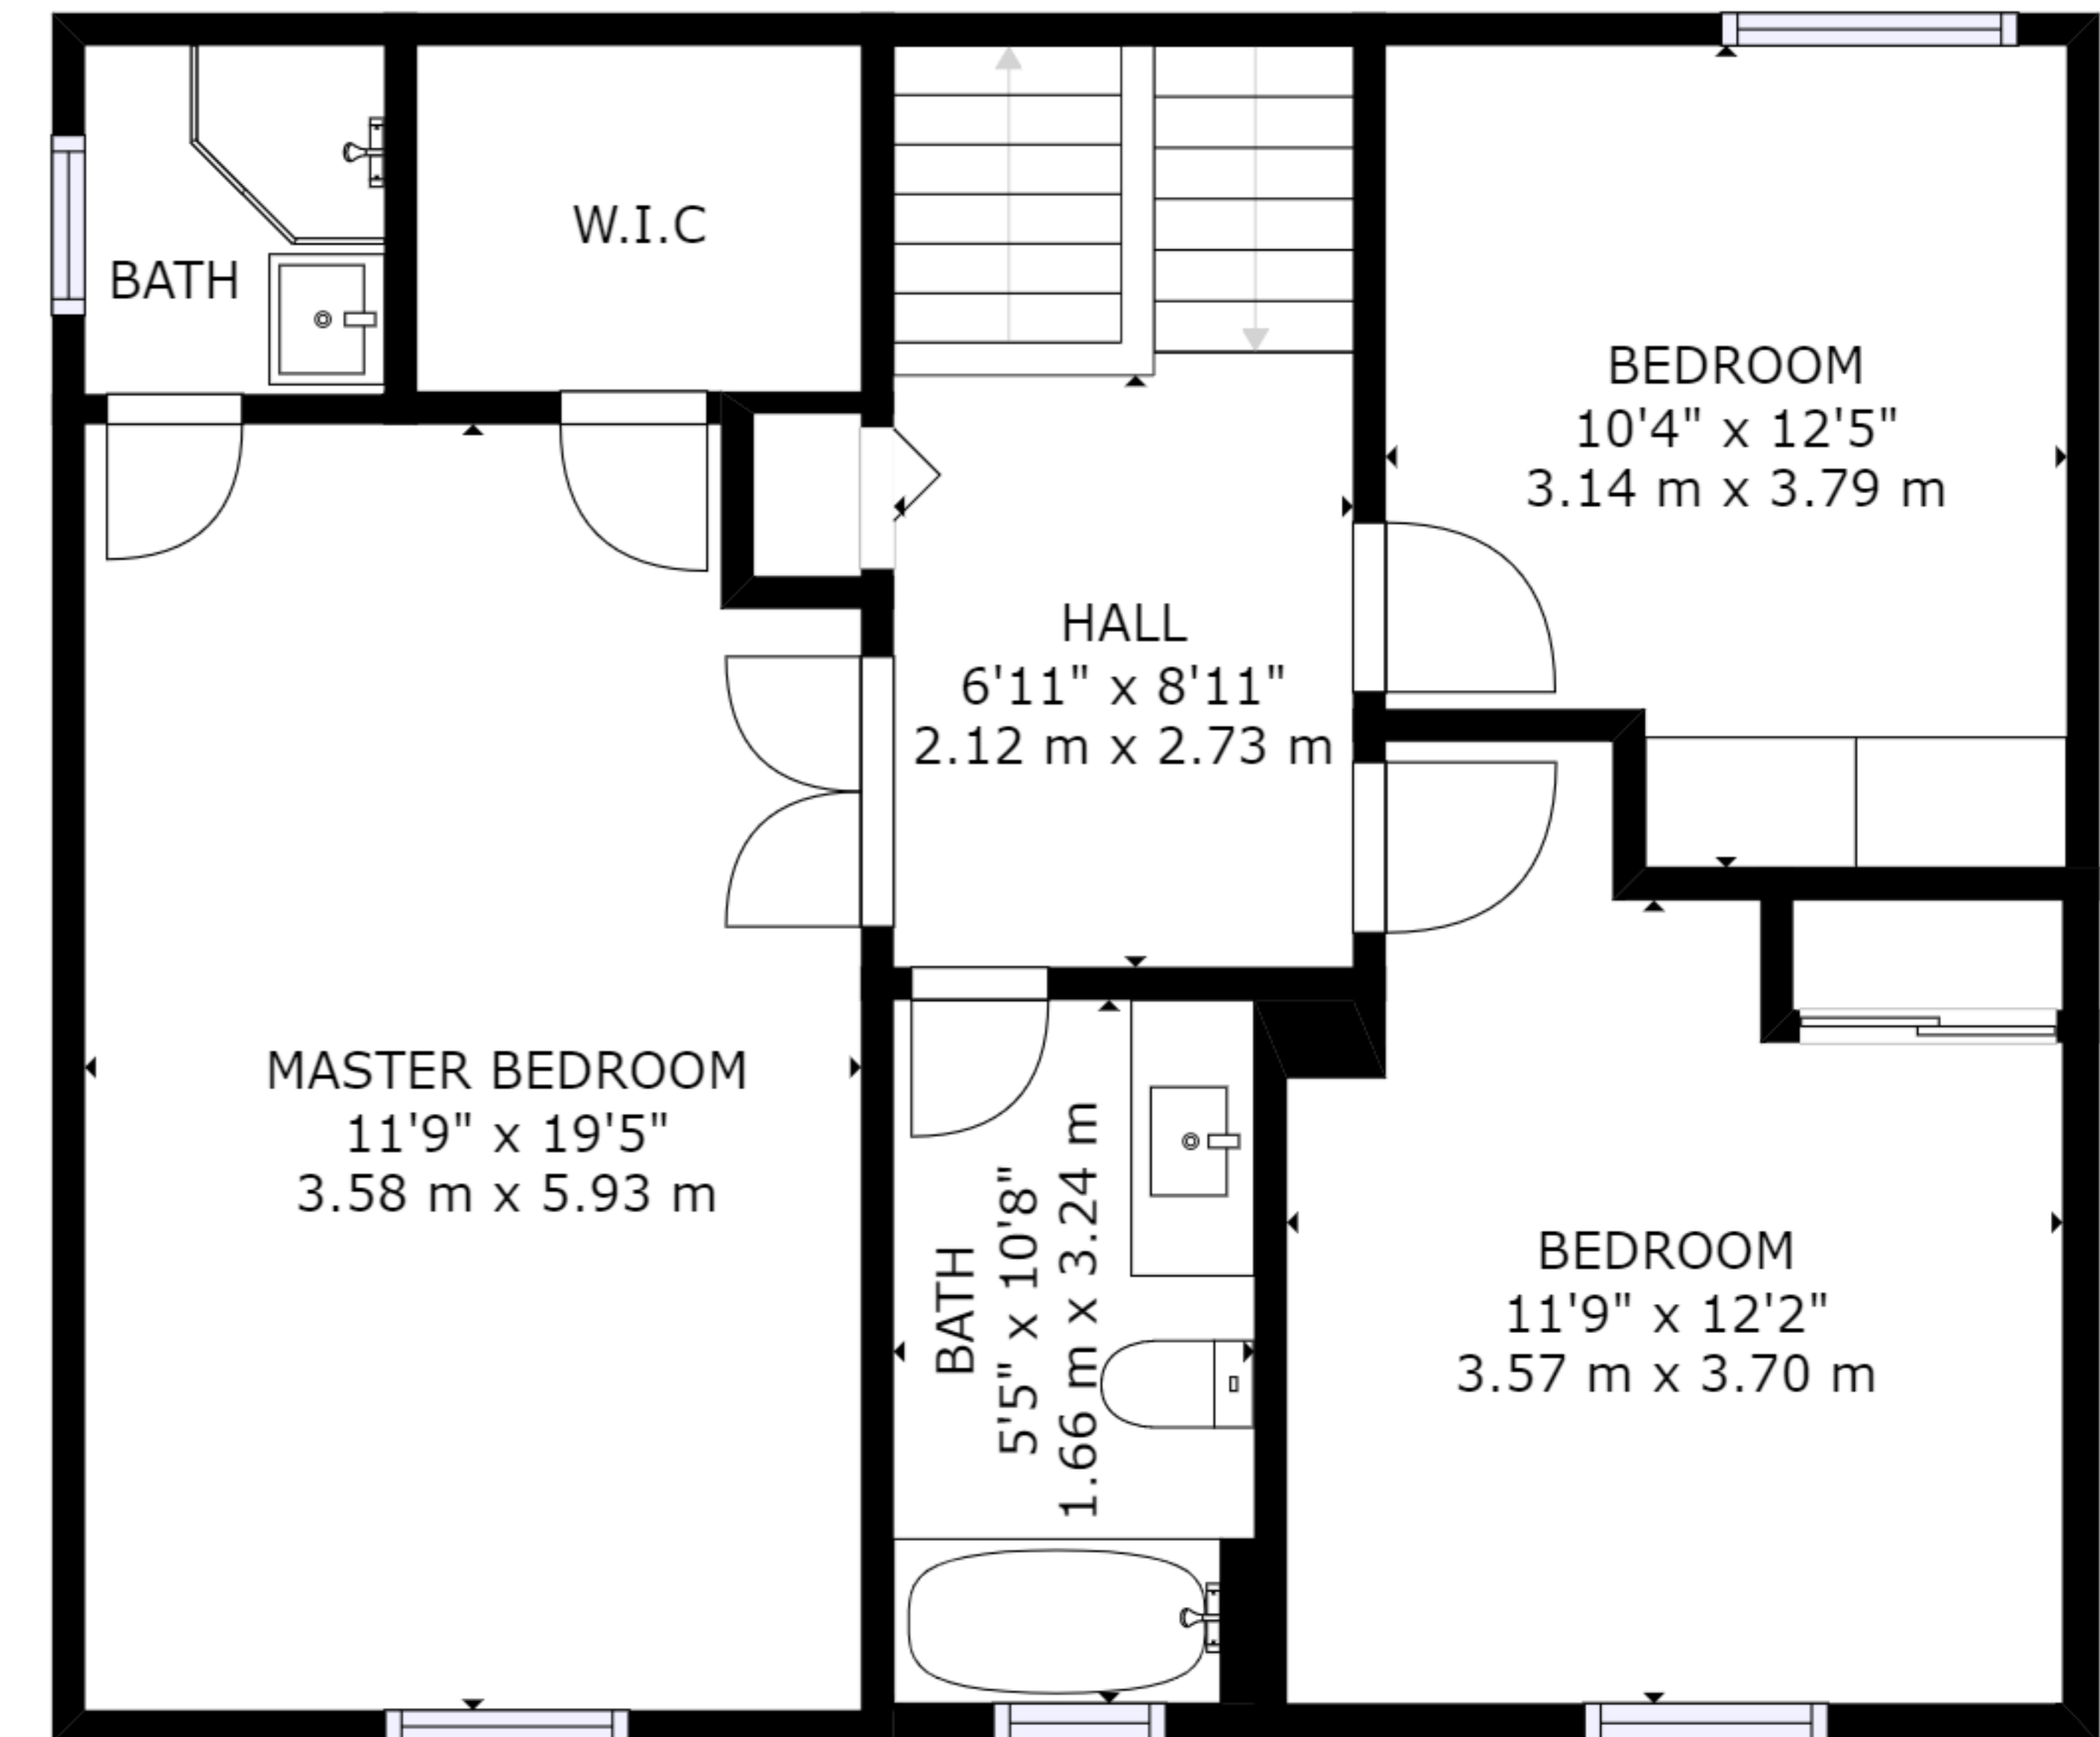 BATH
W.I.C
BEDROOM
10'4" x 12'5"
3.14 m x 3.79 m
HALL
6'11" x 8'11"
2.12 m x 2.73 m
MASTER BEDROOM
11'9" x 19'5"
3.58 m x 5.93 m
BATH
5'5" x 10'8"
1.66 m x 3.24 m
BEDROOM
11'9" x 12'2"
3.57 m x 3.70 m